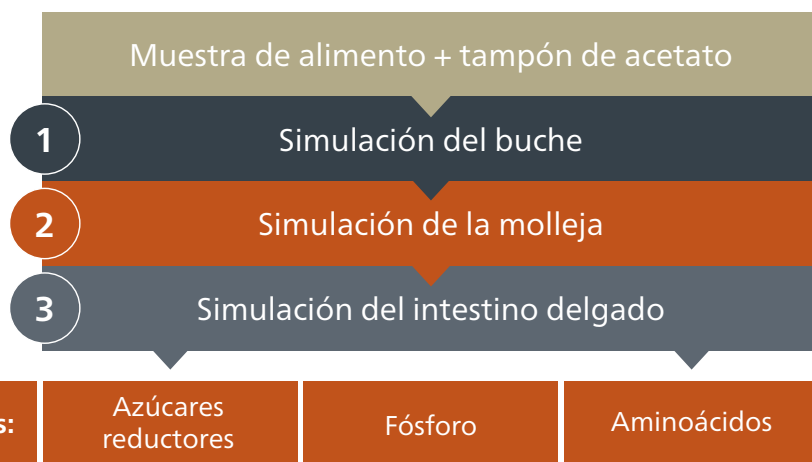 Muestra de alimento + tampón de acetato
1
Simulación del buche
2
Simulación de la molleja
3
Simulación del intestino delgado
Azúcares
reductores
Fósforo
Aminoácidos